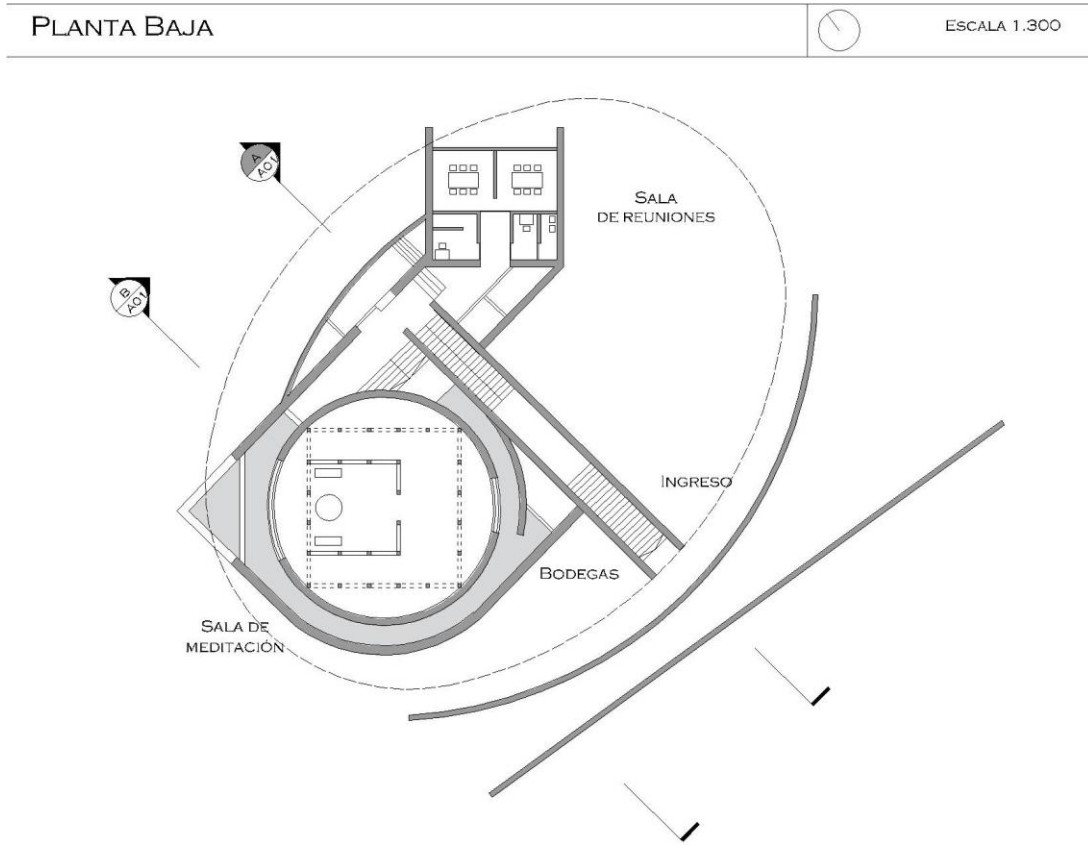 PLANTA BAJA
ESCALA 1.300
A
A01
SALA
DE REUNIONES
B
A01
INGRESO
BODEGAS
SALA DE
MEDITACIÓN